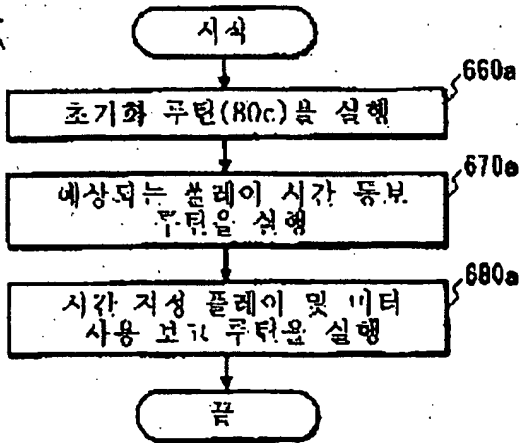 시작
660a
초기화 루틴(80c)을 실행
670a
예상되는 플레이 시간 통보
루틴을 실행
680a
시간 지정 플레이 및 미터
사용 보고 루틴을 실행
끝